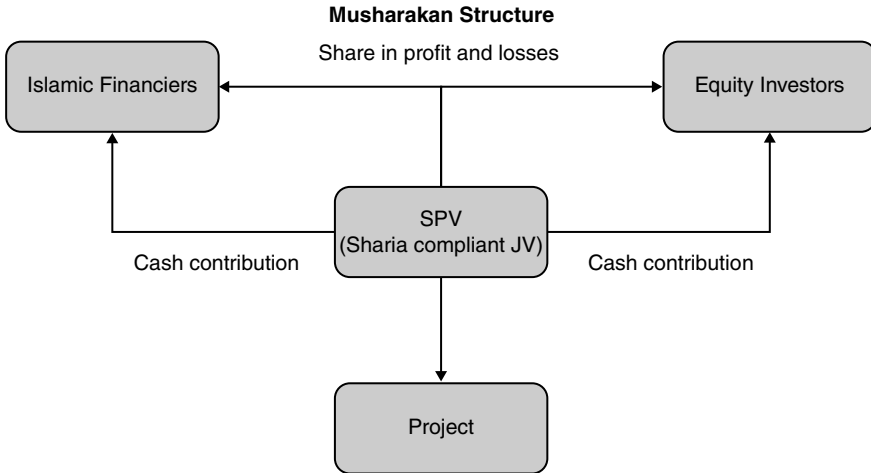 Musharakan Structure
Share in profit and losses
Islamic Financiers
Equity Investors
SPV
(Sharia compliant JV)
Cash contribution
Cash contribution
Project